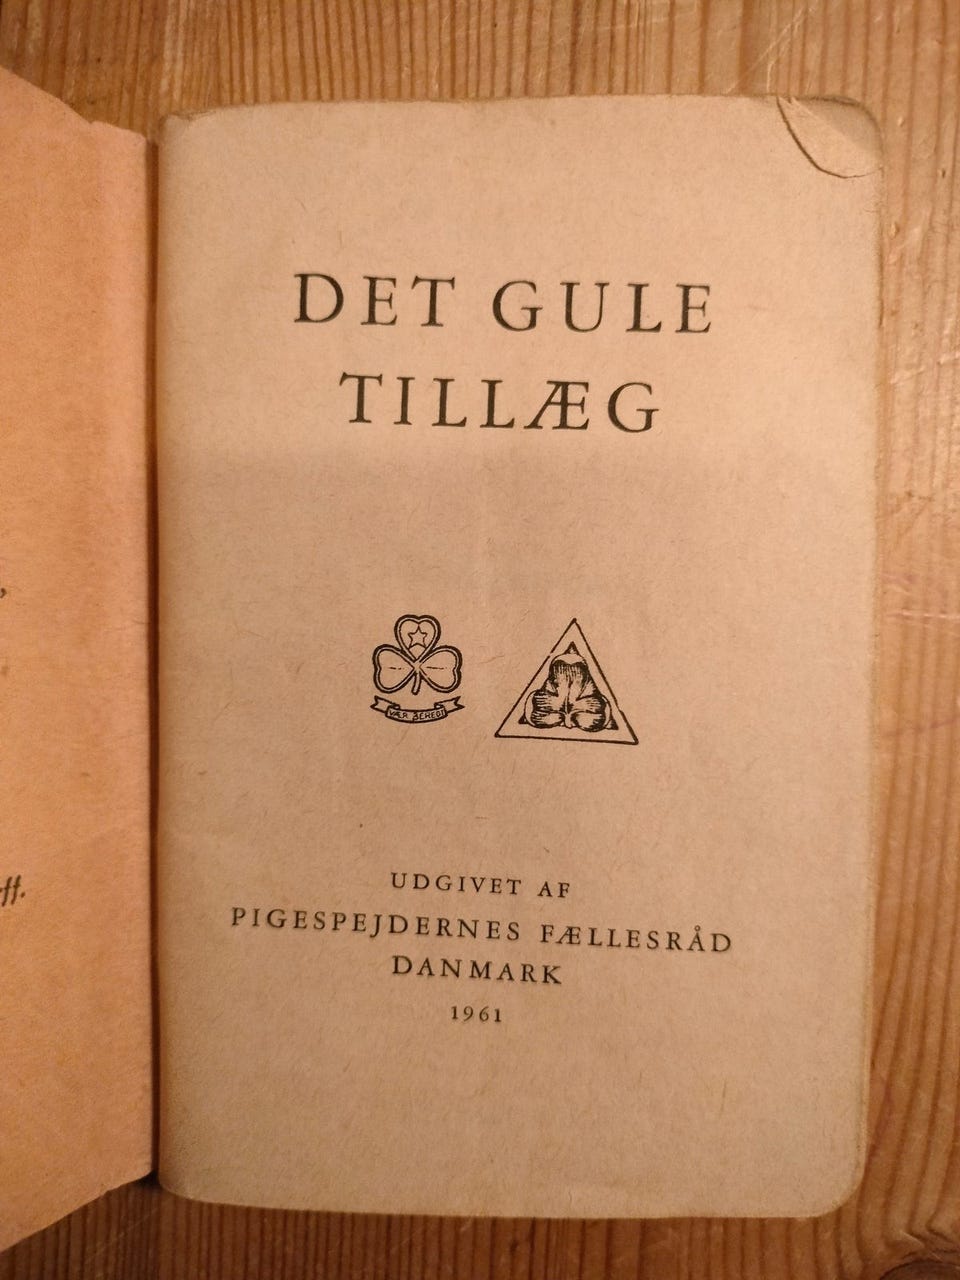 DET GULE
TILLÆG
VÆR BEREDT
UDGIVET AF
PIGESPEJDERNES FÆLLESRÅD
DANMARK
1961